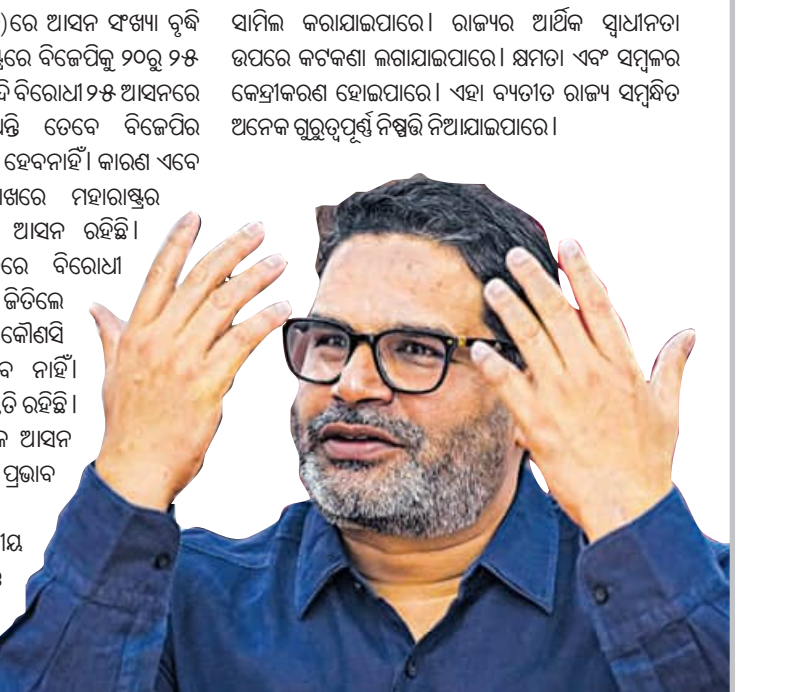 )ରେ ଆସନ ସଂଖ୍ୟା ବୃଦ୍ଧି
ବିଜେପିକୁ ୨୦ରୁ ୨୫
ବିରୋଧୀ ୨୫ ଆସନରେ
ତେବେ ବିଜେପିର
ହେବନାହିଁ। କାରଣ ଏବେ
ମହାରାଷ୍ଟ୍ରର
ଆସନ ରହିଛି।
ରେ ବିରୋଧୀ
ଜିତିଲେ
କୌଣସି
ନାହିଁ।
ରହିଛି।
ଆସନ
ପ୍ରଭାବ
ସାମିଲ କରାଯାଇପାରେ। ରାଜ୍ୟର ଆର୍ଥିକ ସ୍ୱାଧୀନତା
ଉପରେ କଟକଣା ଲଗାଯାଇପାରେ। କ୍ଷମତା ଏବଂ ସମ୍ବଳର
କେନ୍ଦ୍ରୀକରଣ ହୋଇପାରେ। ଏହା ବ୍ୟତୀତ ରାଜ୍ୟ ସମ୍ବନ୍ଧିତ
ଅନେକ ଗୁରୁତ୍ୱପୂର୍ଣ୍ଣ ନିଷ୍ପତ୍ତି ନିଆଯାଇପାରେ।